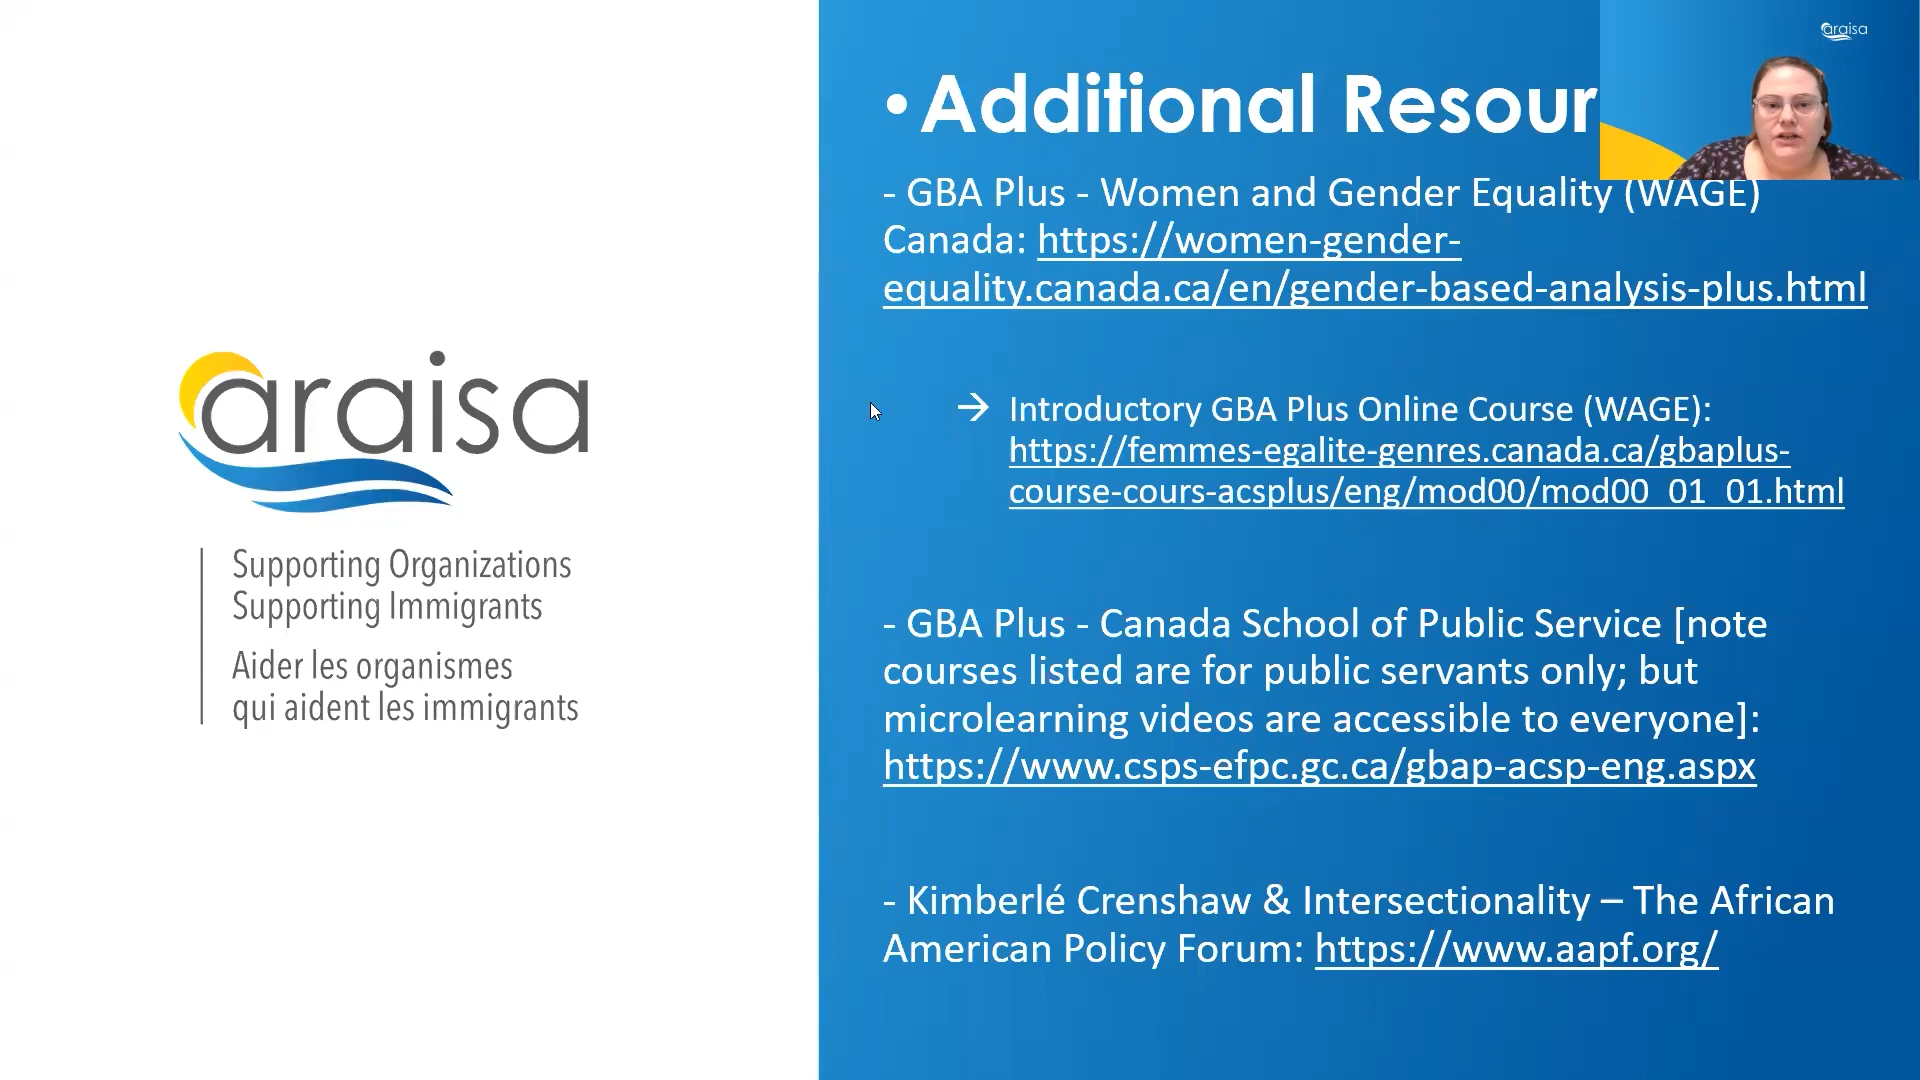 araisa
Supporting Organizations
Supporting Immigrants
Aider les organismes
qui aident les immigrants
araisa
• Additional Resour
- GBA Plus - Women and Gender Equality (WAGE)
Canada: https://women-gender-
equality.canada.ca/en/gender-based-analysis-plus.html
→ Introductory GBA Plus Online Course (WAGE):
https://femmes-egalite-genres.canada.ca/gbaplus-
course-cours-acsplus/eng/mod00/mod00_01_01.html
- GBA Plus - Canada School of Public Service [note
courses listed are for public servants only; but
microlearning videos are accessible to everyone]:
https://www.csps-efpc.gc.ca/gbap-acsp-eng.aspx
- Kimberlé Crenshaw & Intersectionality – The African
American Policy Forum: https://www.aapf.org/